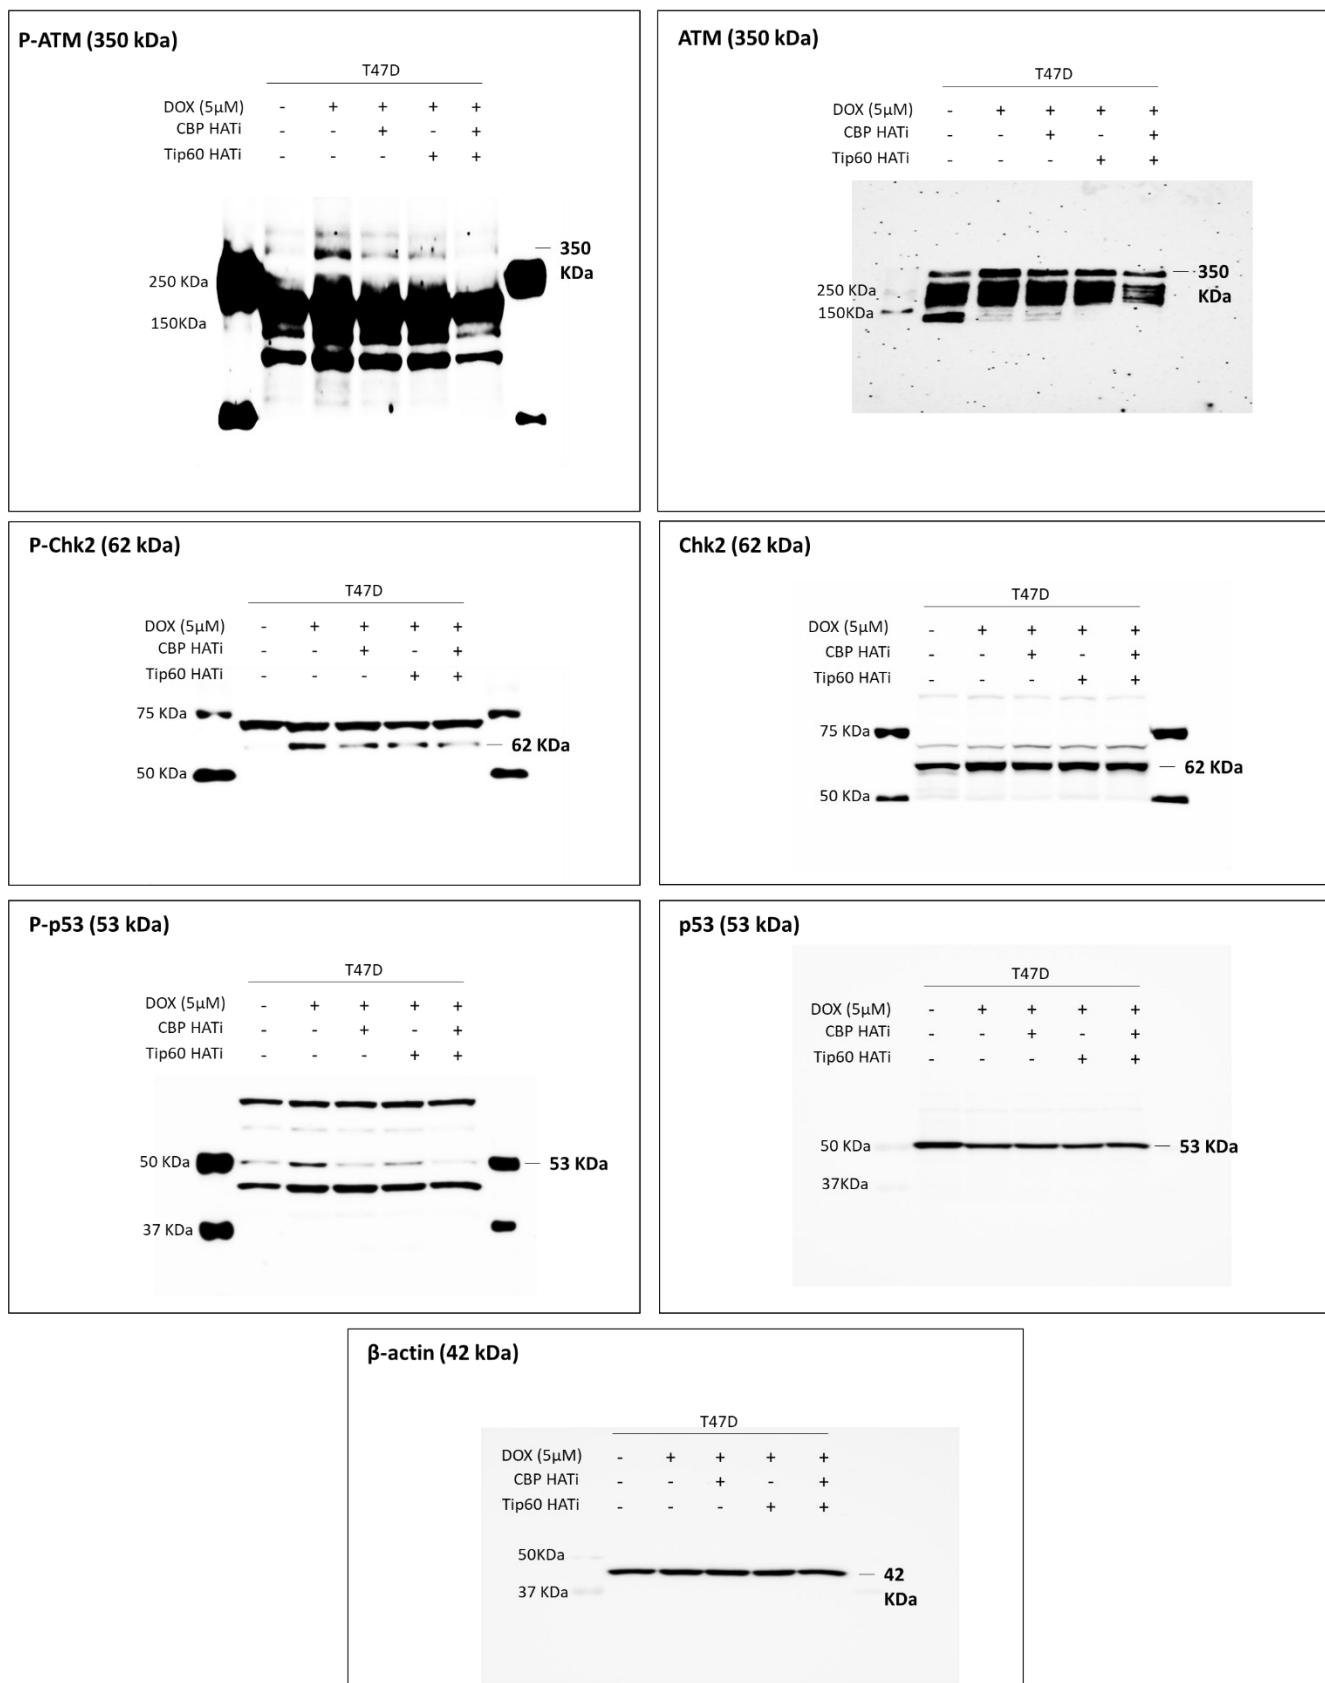 P-ATM (350 kDa)
T47D
DOX (5µM) - + + + +
CBP HATi - - + - +
Tip60 HATi - - - + +
350
KDa
250 KDa
150KDa
ATM (350 kDa)
T47D
DOX (5µM) - + + + +
CBP HATi - - + - +
Tip60 HATi - - - + +
350
KDa
250 KDa
150KDa
P-Chk2 (62 kDa)
T47D
DOX (5µM) - + + + +
CBP HATi - - + - +
Tip60 HATi - - - + +
75 KDa
62 KDa
50 KDa
Chk2 (62 kDa)
T47D
DOX (5µM) - + + + +
CBP HATi - - + - +
Tip60 HATi - - - + +
75 KDa
62 KDa
50 KDa
P-p53 (53 kDa)
T47D
DOX (5µM) - + + + +
CBP HATi - - + - +
Tip60 HATi - - - + +
50 KDa
53 KDa
37 KDa
p53 (53 kDa)
T47D
DOX (5µM) - + + + +
CBP HATi - - + - +
Tip60 HATi - - - + +
50 KDa
53 KDa
37KDa
β-actin (42 kDa)
T47D
DOX (5µM) - + + + +
CBP HATi - - + - +
Tip60 HATi - - - + +
50KDa
42
KDa
37 KDa